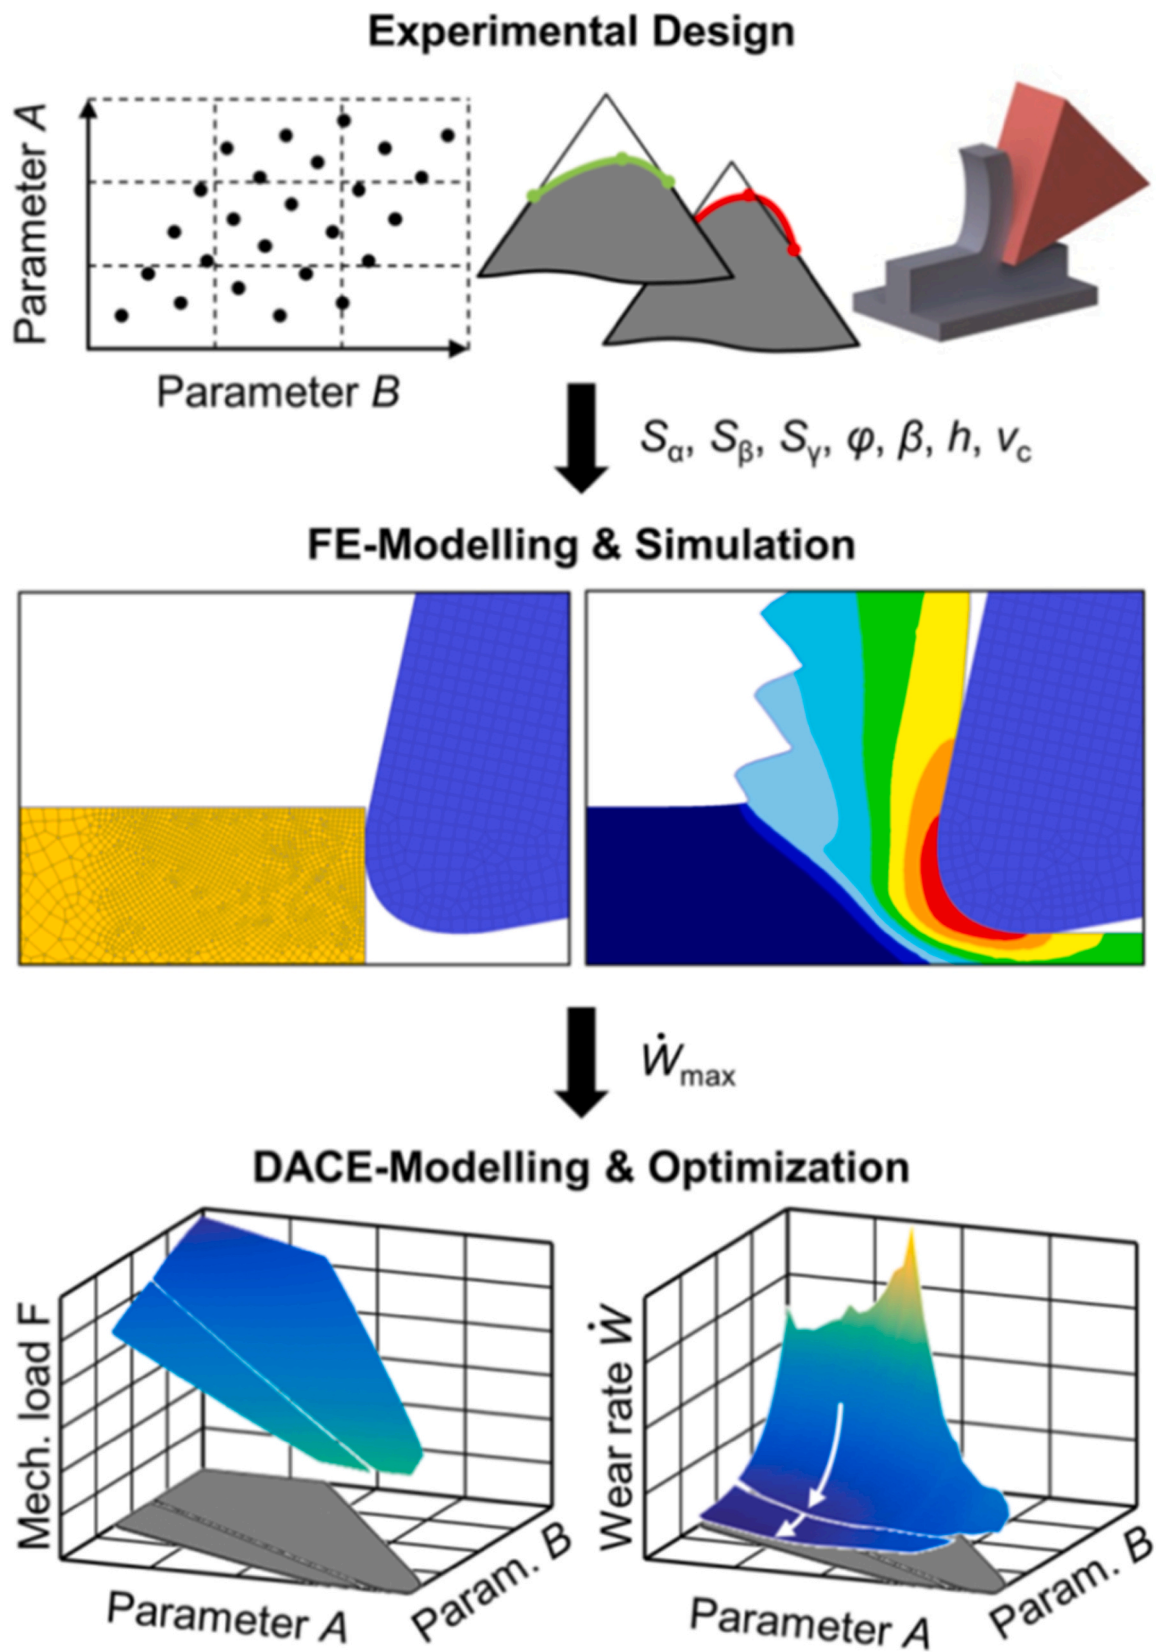 Experimental Design
Parameter A
Parameter B
Sα, Sβ, Sγ, φ, β, h, vc
FE-Modelling & Simulation
Ẇmax
DACE-Modelling & Optimization
Mech. load F
Parameter A
Param. B
Wear rate Ẇ
Parameter A
Param. B